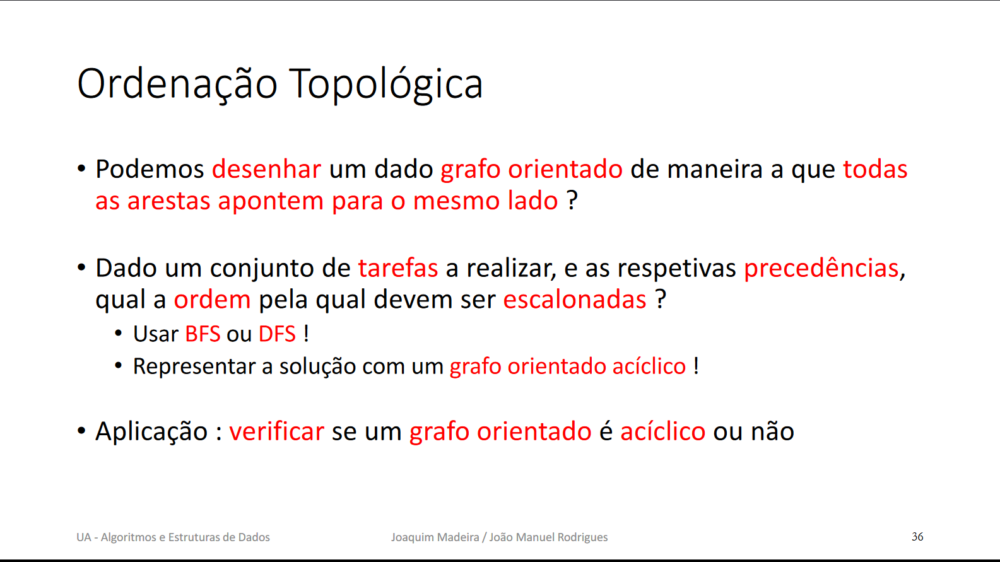 Ordenação Topológica
• Podemos desenhar um dado grafo orientado de maneira a que todas
as arestas apontem para o mesmo lado ?
• Dado um conjunto de tarefas a realizar, e as respetivas precedências,
qual a ordem pela qual devem ser escalonadas ?
• Usar BFS ou DFS !
• Representar a solução com um grafo orientado acíclico !
• Aplicação : verificar se um grafo orientado é acíclico ou não
UA - Algoritmos e Estruturas de Dados
Joaquim Madeira / João Manuel Rodrigues
36